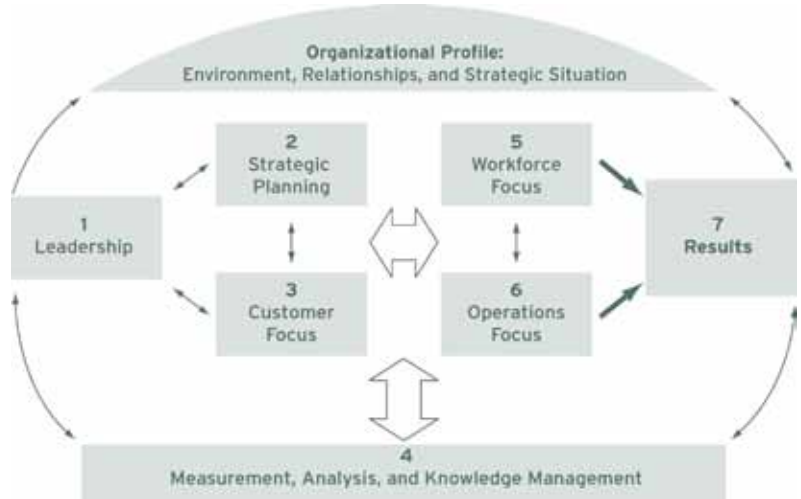 Organizational Profile:
Environment, Relationships, and Strategic Situation
2
Strategic
Planning
5
Workforce
Focus
1
Leadership
7
Results
3
Customer
Focus
6
Operations
Focus
4
Measurement, Analysis, and Knowledge Management